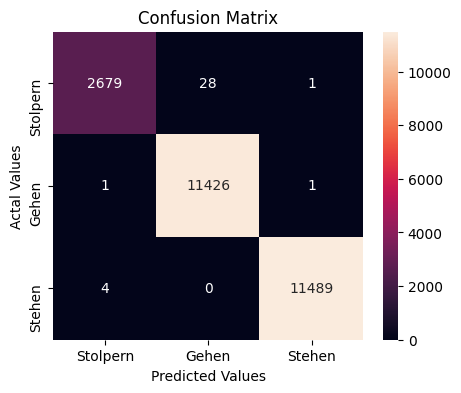 Confusion Matrix
Actal Values
Stolpern
Gehen
Stehen
2679 28 1
1 11426 1
4 0 11489
Stolpern Gehen Stehen
Predicted Values
10000
8000
6000
4000
2000
0